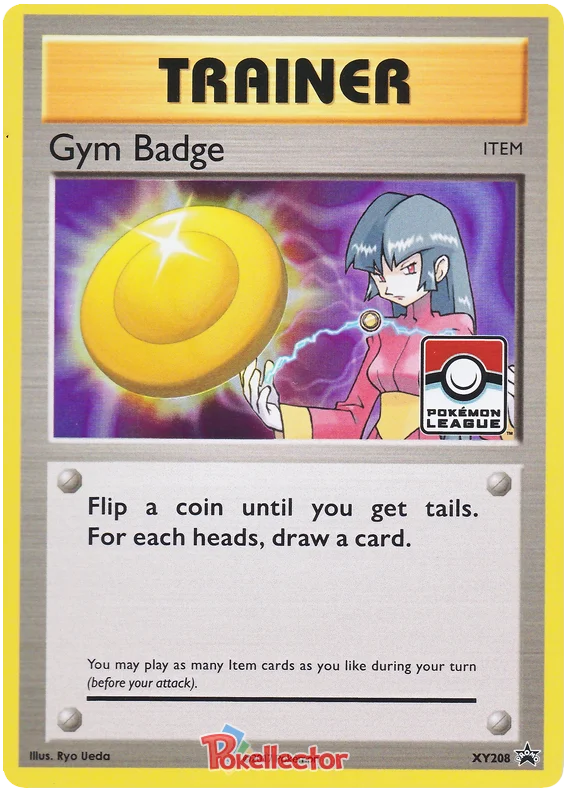 TRAINER
Gym Badge
ITEM
POKÉMON
LEAGUE
™
Flip a coin until you get tails.
For each heads, draw a card.
You may play as many Item cards as you like during your turn
(before your attack).
Illus. Ryo Ueda
Pokellector
XY208